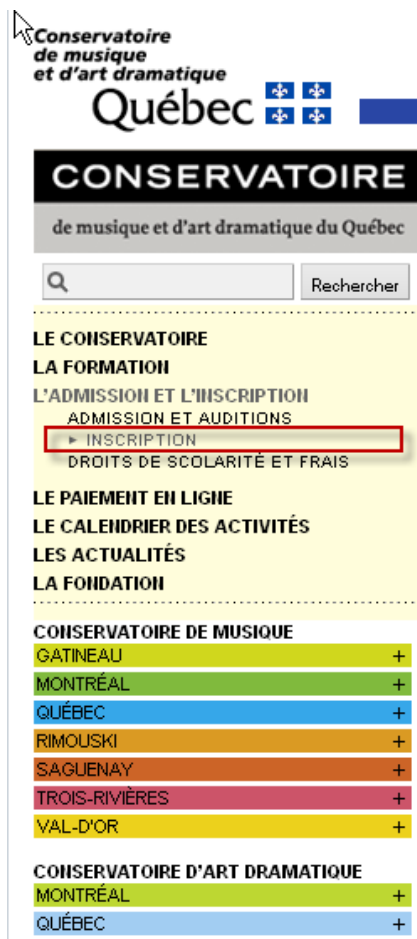 Conservatoire
de musique
et d'art dramatique
Québec
CONSERVATOIRE
de musique et d'art dramatique du Québec
Rechercher
LE CONSERVATOIRE
LA FORMATION
L'ADMISSION ET L'INSCRIPTION
ADMISSION ET AUDITIONS
▸ INSCRIPTION
DROITS DE SCOLARITÉ ET FRAIS
LE PAIEMENT EN LIGNE
LE CALENDRIER DES ACTIVITÉS
LES ACTUALITÉS
LA FONDATION
CONSERVATOIRE DE MUSIQUE
GATINEAU +
MONTRÉAL +
QUÉBEC +
RIMOUSKI +
SAGUENAY +
TROIS-RIVIÈRES +
VAL-D'OR +
CONSERVATOIRE D'ART DRAMATIQUE
MONTRÉAL +
QUÉBEC +